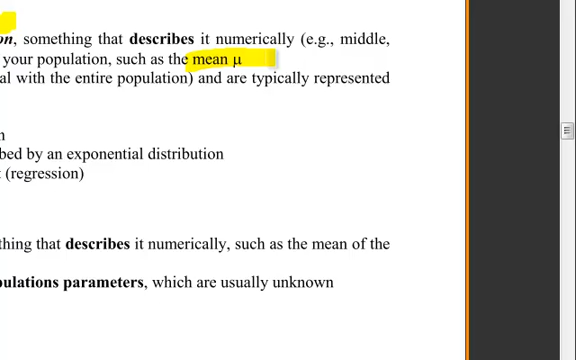 on, something that describes it numerically (e.g., middle,
your population, such as the mean μ
al with the entire population) and are typically represented
n
bed by an exponential distribution
t (regression)
thing that describes it numerically, such as the mean of the
pulations parameters, which are usually unknown